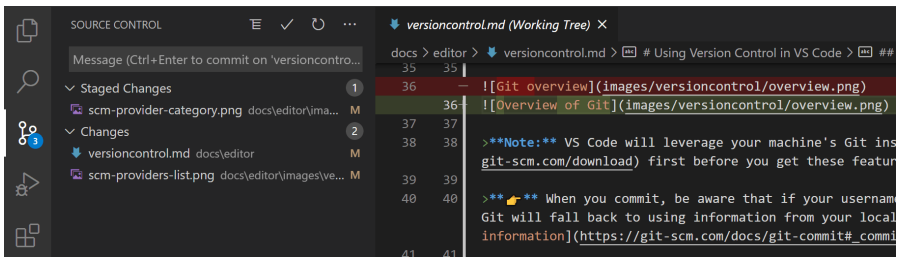 SOURCE CONTROL
Message (Ctrl+Enter to commit on 'versioncontro...
Staged Changes 1
scm-provider-category.png docs\editor\ima... M
Changes 2
versioncontrol.md docs\editor M
scm-providers-list.png docs\editor\images\ve... M
3
versioncontrol.md (Working Tree)
docs > editor > versioncontrol.md > # Using Version Control in VS Code > ##
35 35
36 — ![Git overview](images/versioncontrol/overview.png)
36+ ![Overview of Git](images/versioncontrol/overview.png)
37 37
38 38 >**Note:** VS Code will leverage your machine's Git ins
git-scm.com/download) first before you get these featur
39 39
40 40 >**👉** When you commit, be aware that if your username
Git will fall back to using information from your local
information](https://git-scm.com/docs/git-commit#_commi
41 41